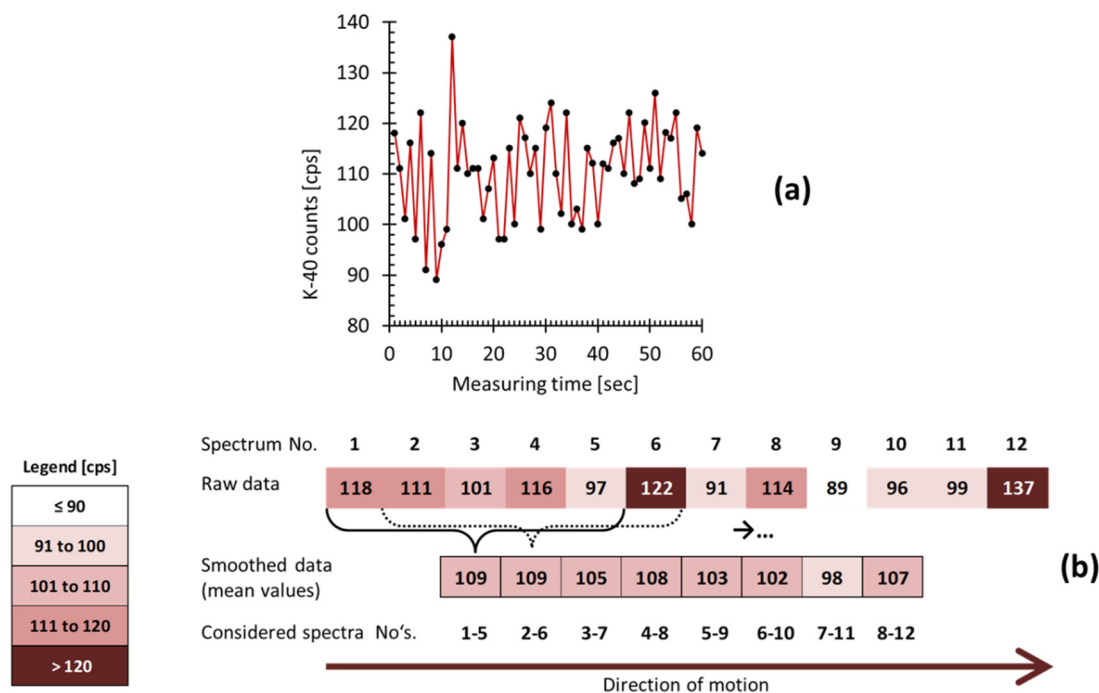 140
130
120
110
100
90
80
K-40 counts [cps]
0 10 20 30 40 50 60
Measuring time [sec]
(a)
Legend [cps]
≤ 90
91 to 100
101 to 110
111 to 120
> 120
Spectrum No. 1 2 3 4 5 6 7 8 9 10 11 12
Raw data 118 111 101 116 97 122 91 114 89 96 99 137
→...
Smoothed data
(mean values)
109 109 105 108 103 102 98 107
(b)
Considered spectra No‘s. 1-5 2-6 3-7 4-8 5-9 6-10 7-11 8-12
Direction of motion